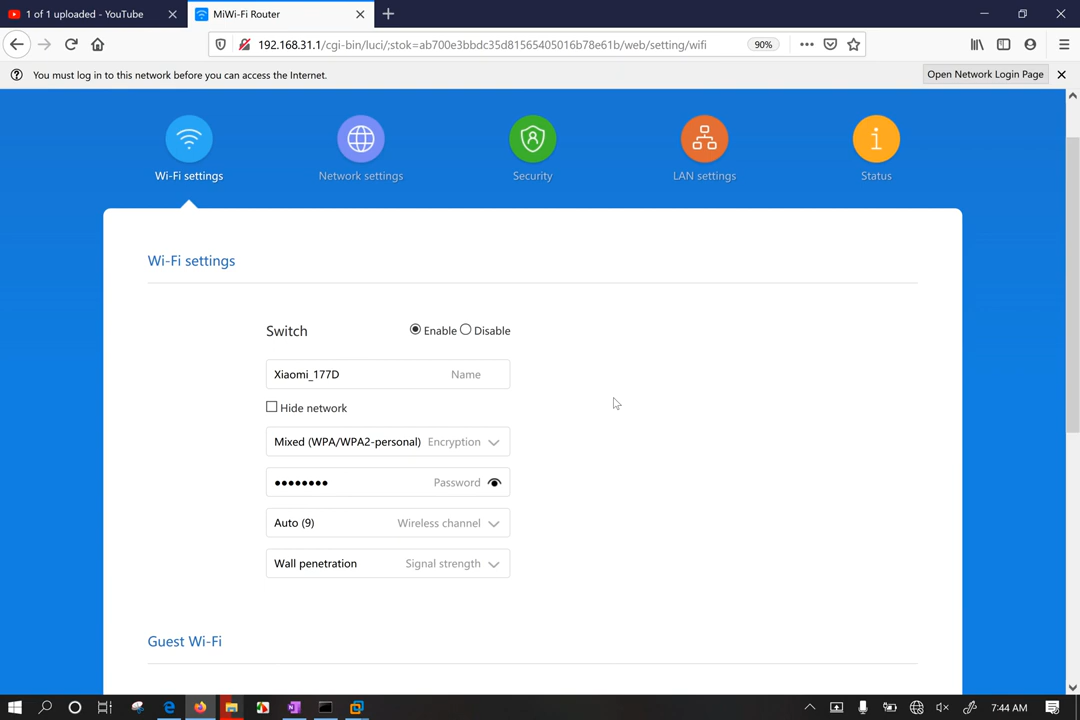 1 of 1 uploaded - YouTube
MiWi-Fi Router
192.168.31.1/cgi-bin/luci/;stok=ab700e3bbdc35d81565405016b78e61b/web/setting/wifi
90%
You must log in to this network before you can access the Internet.
Open Network Login Page
Wi-Fi settings
Network settings
Security
LAN settings
Status
Wi-Fi settings
Switch
Enable
Disable
Xiaomi_177D Name
Hide network
Mixed (WPA/WPA2-personal) Encryption
●●●●●●●● Password
Auto (9) Wireless channel
Wall penetration Signal strength
Guest Wi-Fi
7:44 AM